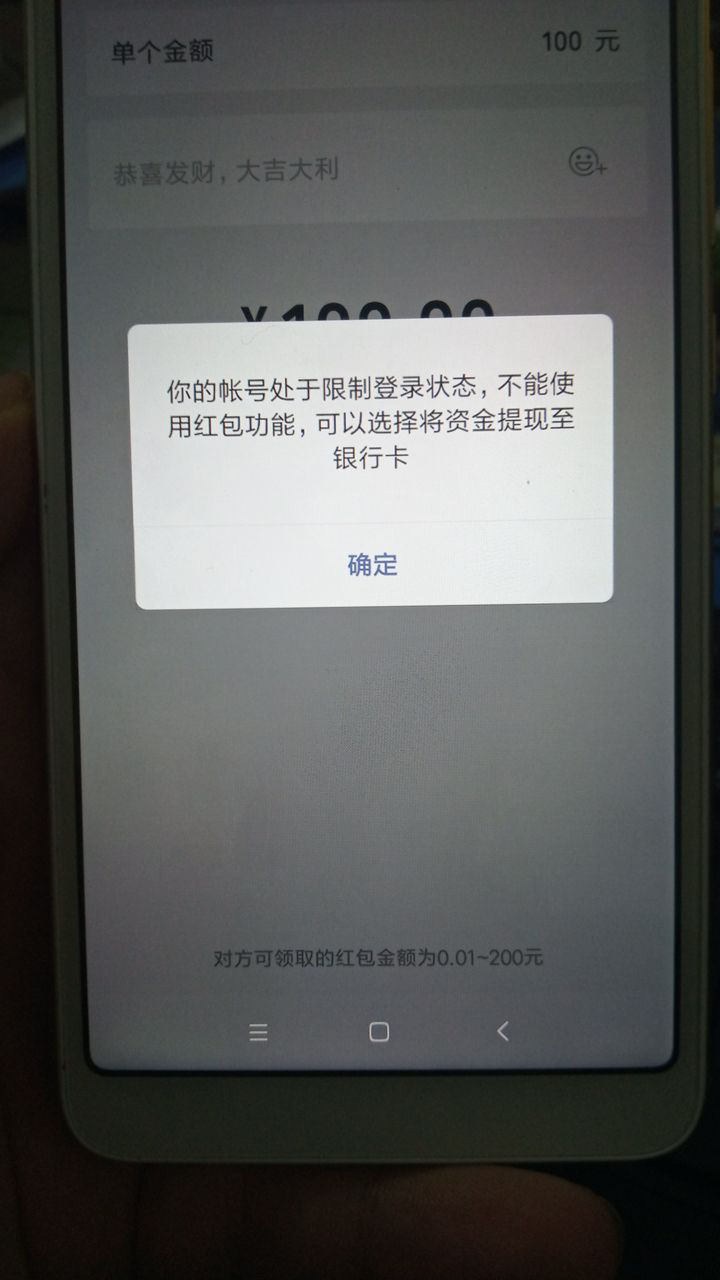 单个金额 100 元
恭喜发财，大吉大利
¥100.00
你的帐号处于限制登录状态，不能使
用红包功能，可以选择将资金提现至
银行卡
确定
对方可领取的红包金额为0.01~200元